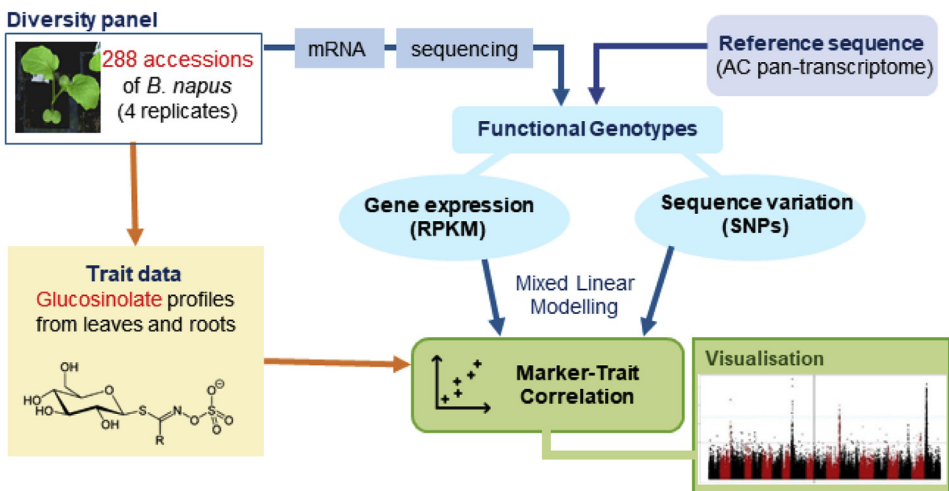 Diversity panel
288 accessions
of B. napus
(4 replicates)
mRNA
sequencing
Reference sequence
(AC pan-transcriptome)
Functional Genotypes
Gene expression
(RPKM)
Sequence variation
(SNPs)
Mixed Linear
Modelling
Trait data
Glucosinolate profiles
from leaves and roots
OH
HO
HO
O
OH
S
N
O
S
O
O
O
R
Marker-Trait
Correlation
Visualisation